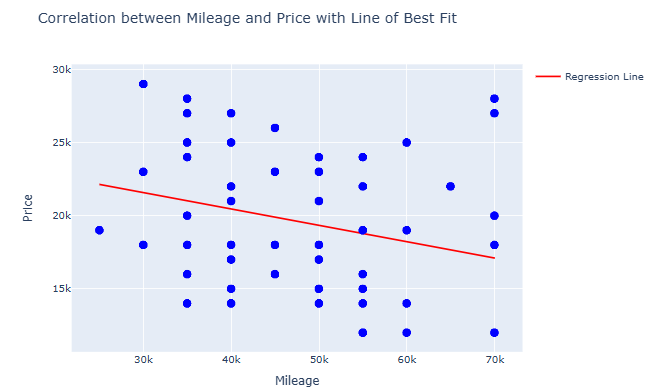 Correlation between Mileage and Price with Line of Best Fit
30k
25k
20k
15k
Price
30k 40k 50k 60k 70k
Mileage
Regression Line